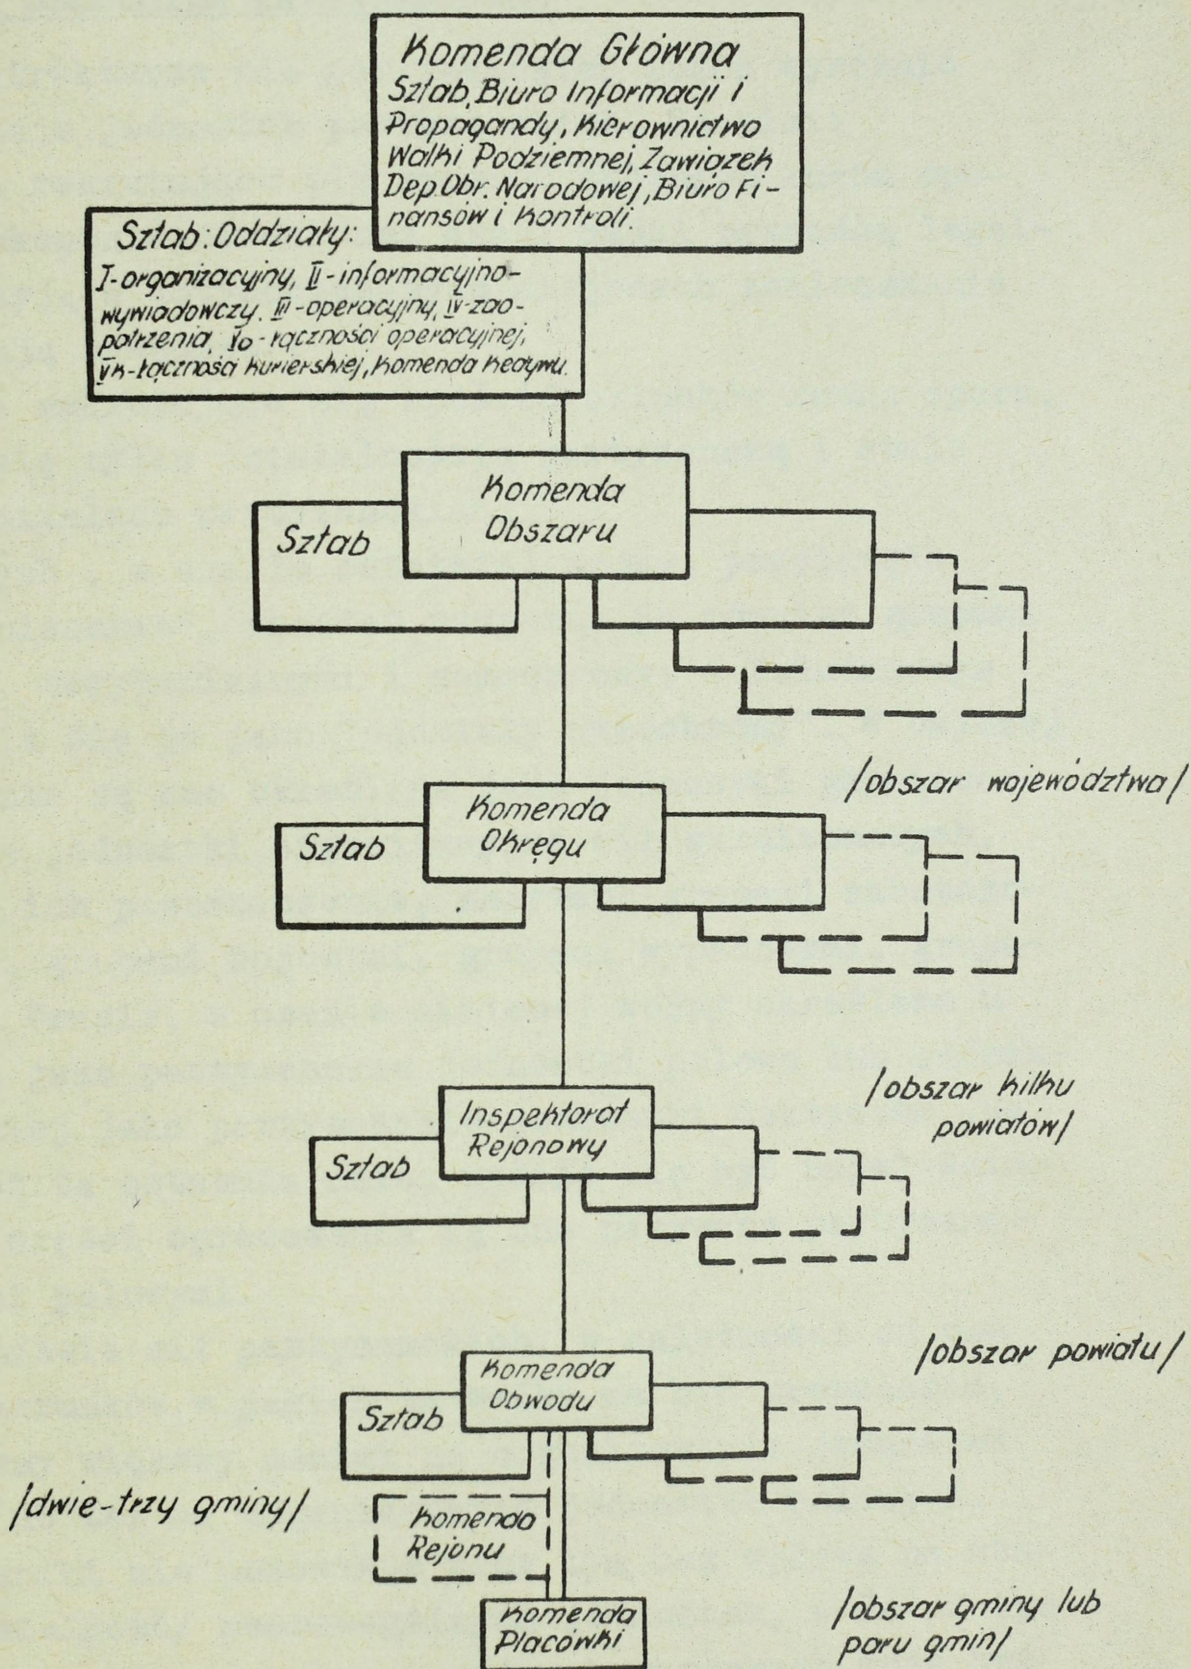 Komenda Główna
Sztab, Biuro Informacji i
Propagandy, Kierownictwo
Walki Podziemnej, Zawiązek
Dep. Obr. Narodowej, Biuro Fi-
nansów i Kontroli.
Sztab: Oddziały:
I-organizacyjny, II-informacyjno-
wywiadowczy. III-operacyjny, IV-zao-
potrzenia, Vo-łączności operacyjnej,
VK-łączności kurierskiej, Komenda Kedywu.
Komenda
Obszaru
Sztab
/obszar województwa/
Komenda
Okręgu
Sztab
/obszar kilku
powiatów/
Inspektorat
Rejonowy
Sztab
/obszar powiatu/
Komenda
Obwodu
Sztab
/dwie-trzy gminy/
Komenda
Rejonu
Komenda
Placówki
/obszar gminy lub
paru gmin/